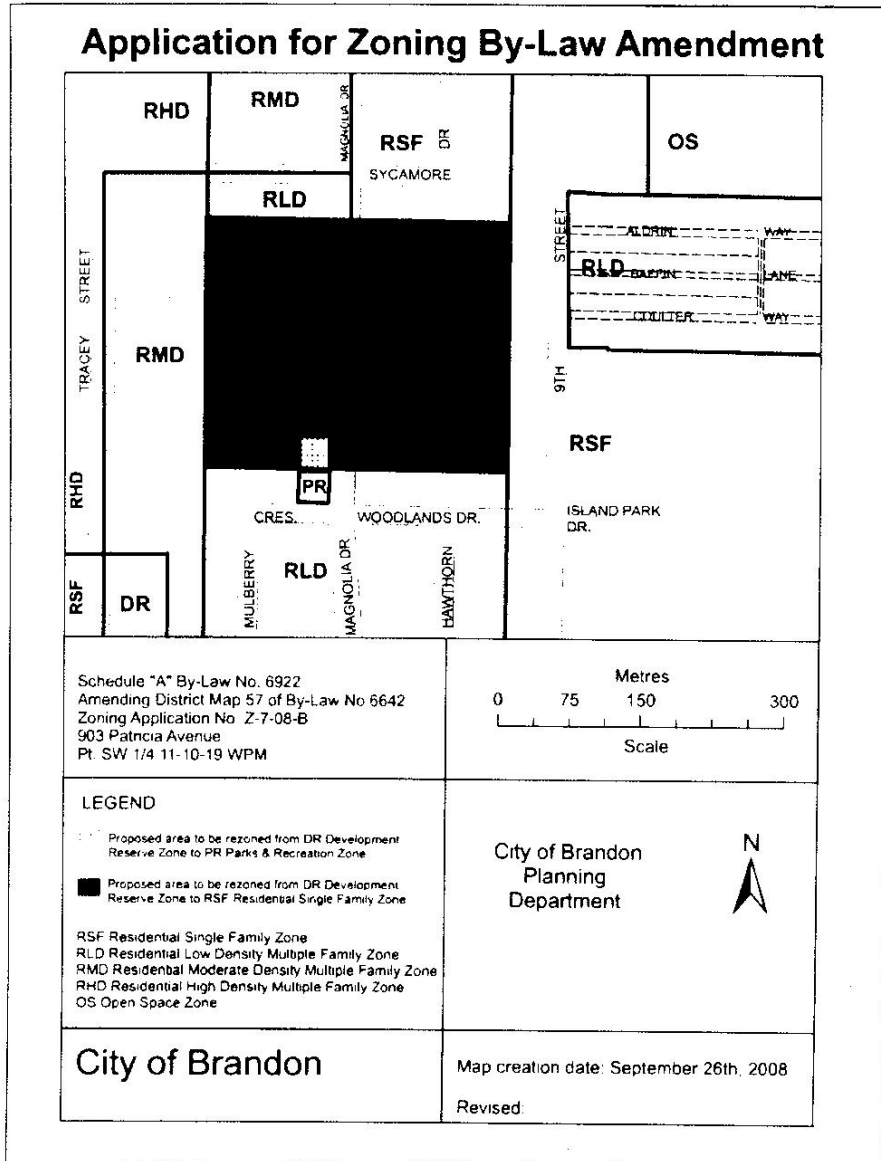 Application for Zoning By-Law Amendment
RHD
RMD
MAGNOLIA DR
RSF
DR
SYCAMORE
OS
RLD
TRACEY STREET
RMD
9TH STREET
ALDRIN WAY
RLD
LANE
COULTER WAY
RSF
RHD
PR
CRES.
WOODLANDS DR.
ISLAND PARK
DR.
MULBERRY
RLD
MAGNOLIA DR
HAWTHORN
RSF
DR
Schedule "A" By-Law No. 6922
Amending District Map 57 of By-Law No 6642
Zoning Application No Z-7-08-B
903 Patricia Avenue
Pt. SW 1/4 11-10-19 WPM
Metres
0 75 150 300
Scale
LEGEND
Proposed area to be rezoned from DR Development
Reserve Zone to PR Parks & Recreation Zone
Proposed area to be rezoned from DR Development
Reserve Zone to RSF Residential Single Family Zone
RSF Residential Single Family Zone
RLD Residential Low Density Multiple Family Zone
RMD Residential Moderate Density Multiple Family Zone
RHD Residential High Density Multiple Family Zone
OS Open Space Zone
City of Brandon
Planning
Department
N
City of Brandon
Map creation date: September 26th, 2008
Revised: